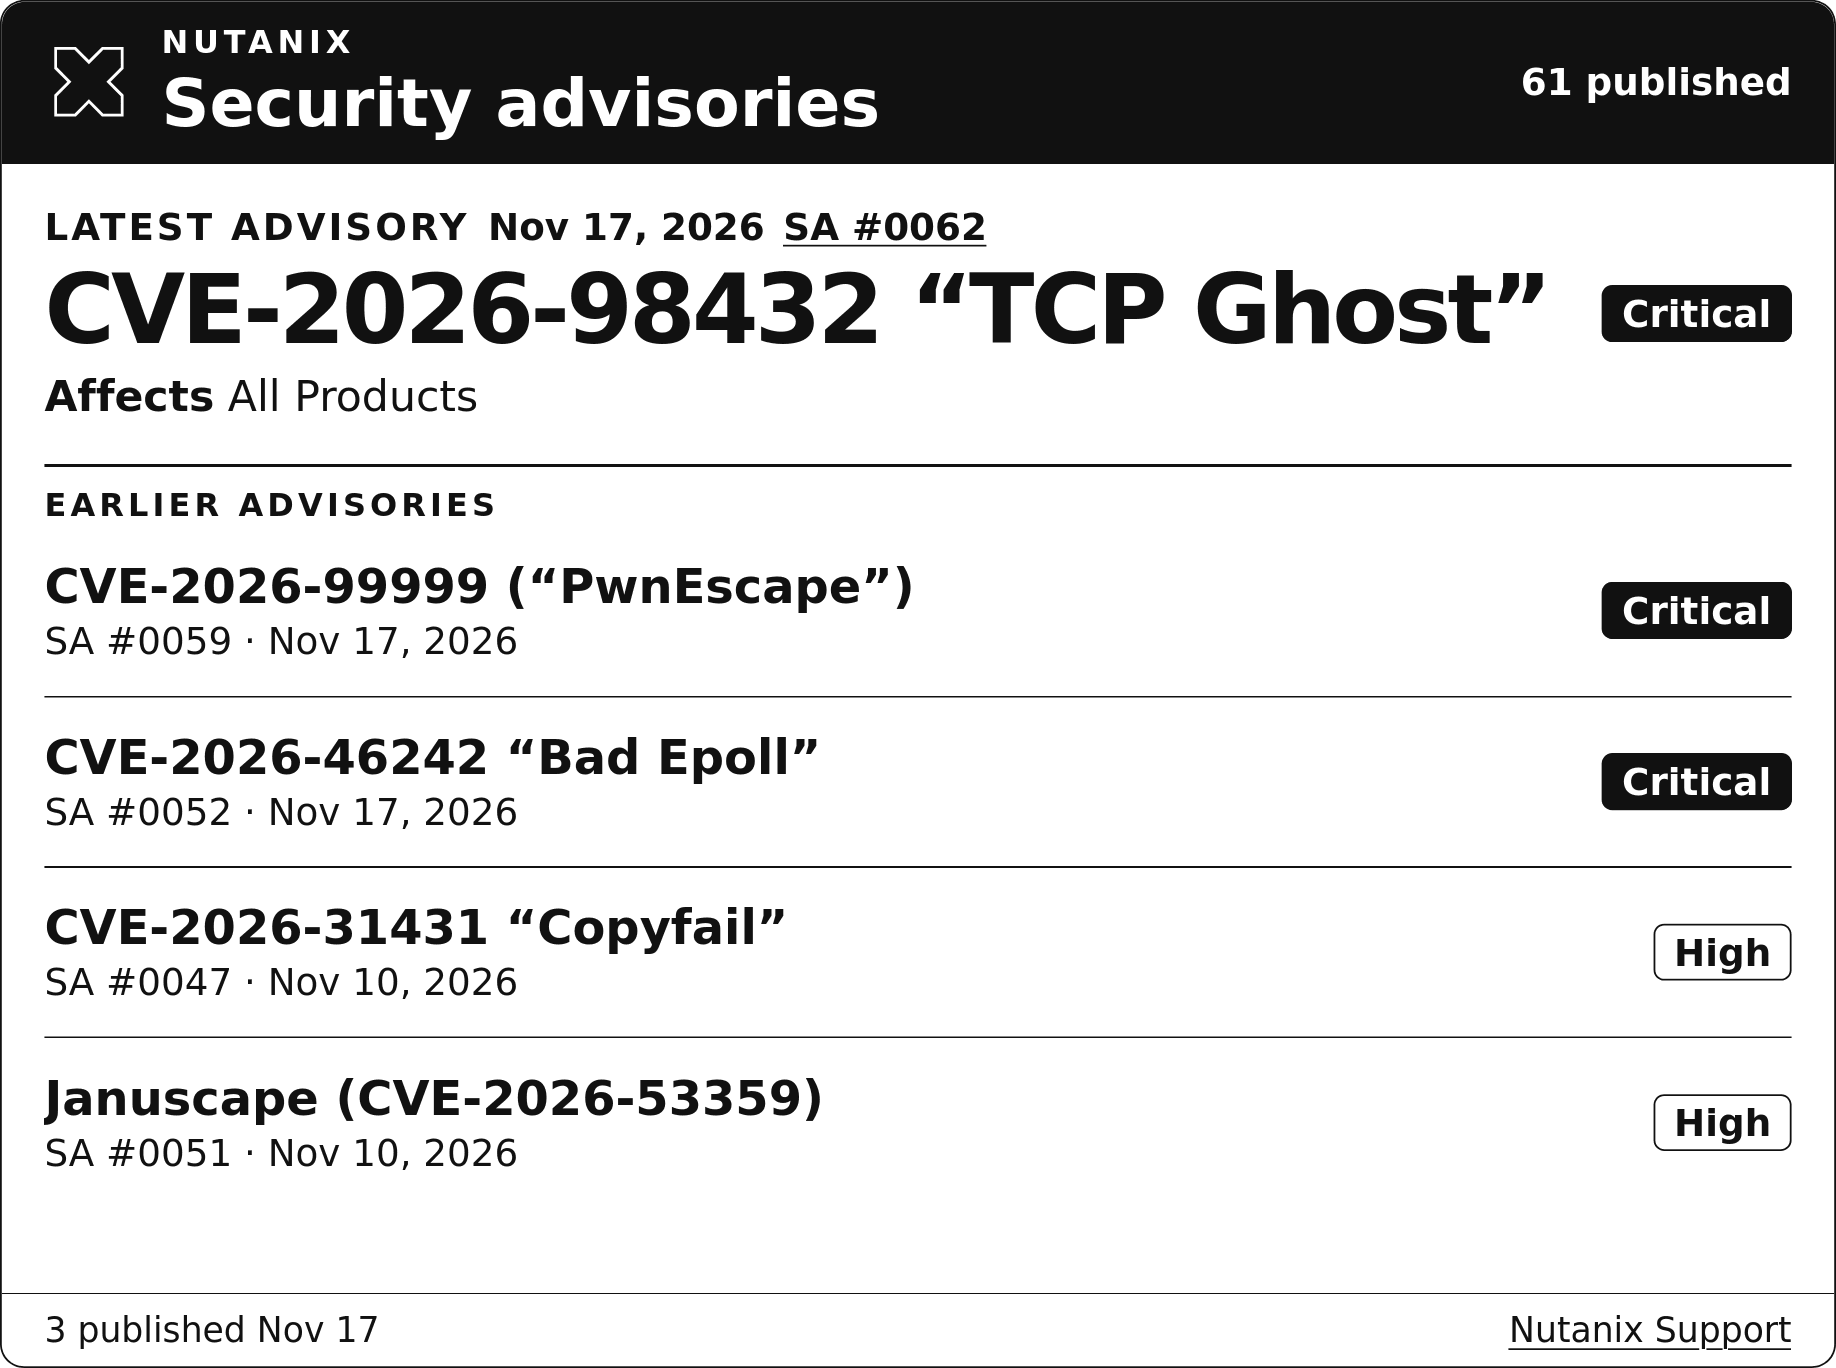 NUTANIX
Security advisories
61 published
LATEST ADVISORY Nov 17, 2026 SA #0062
CVE-2026-98432 “TCP Ghost”
Critical
Affects All Products
EARLIER ADVISORIES
CVE-2026-99999 (“PwnEscape”)
SA #0059 · Nov 17, 2026
Critical
CVE-2026-46242 “Bad Epoll”
SA #0052 · Nov 17, 2026
Critical
CVE-2026-31431 “Copyfail”
SA #0047 · Nov 10, 2026
High
Januscape (CVE-2026-53359)
SA #0051 · Nov 10, 2026
High
3 published Nov 17
Nutanix Support